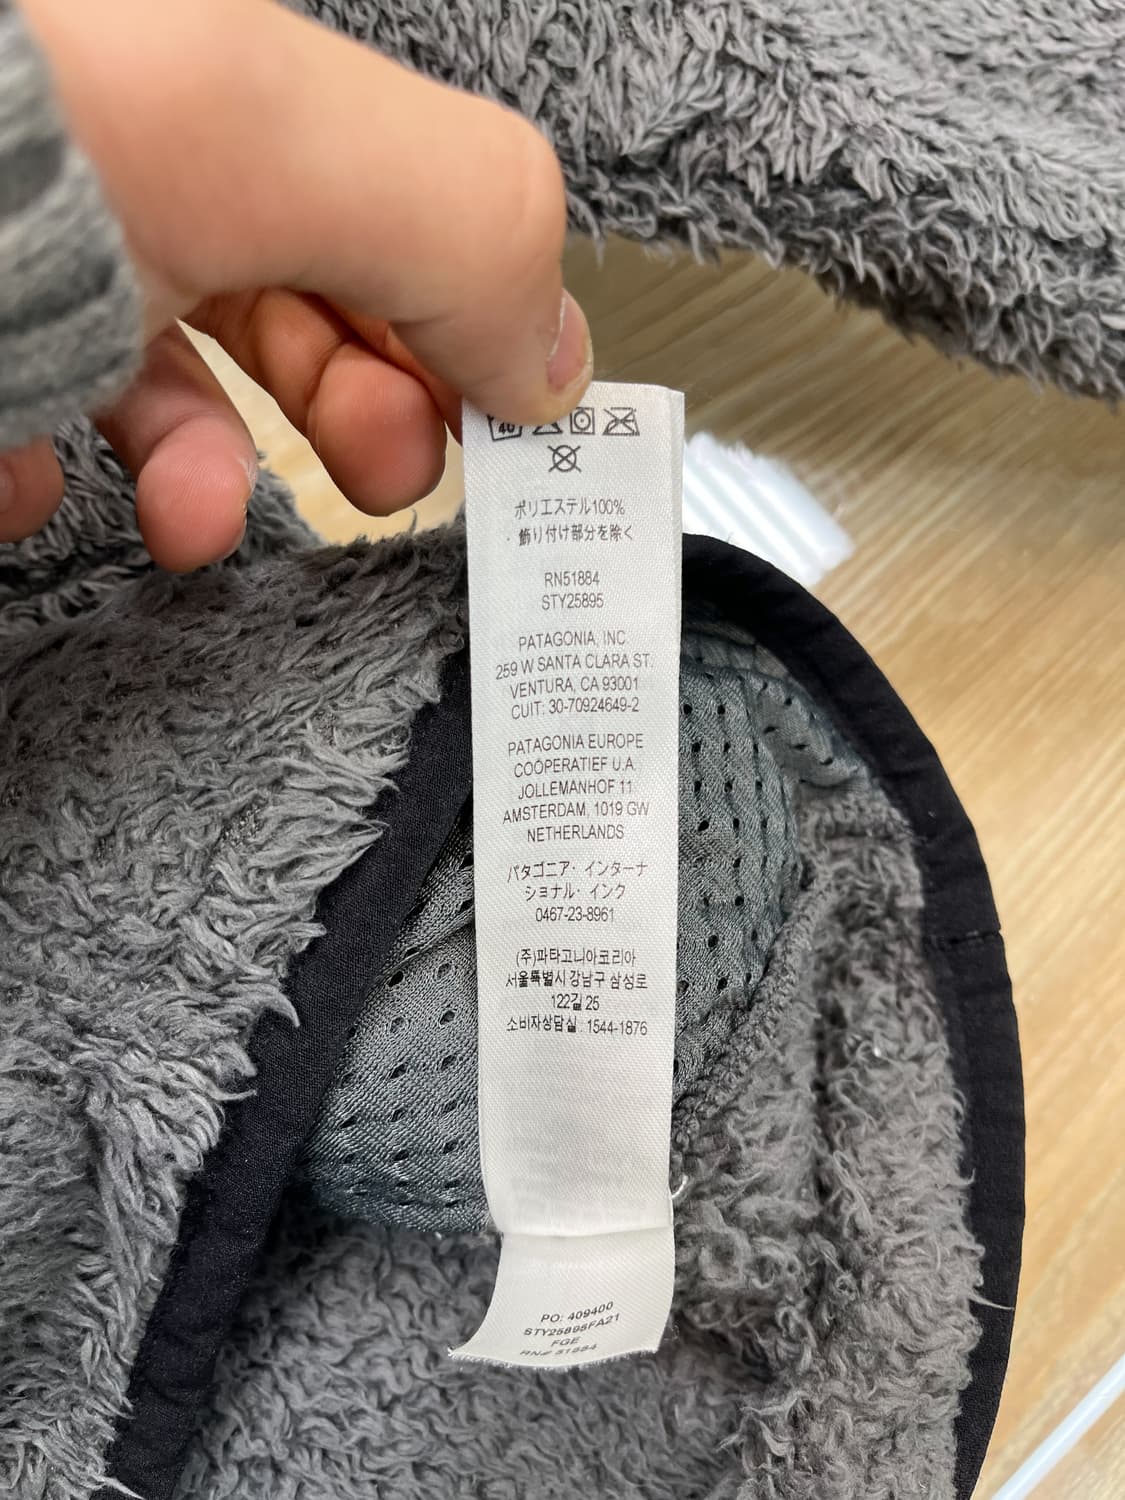 40
ポリエステル100%
・飾り付け部分を除く
RN51884
STY25895
PATAGONIA, INC
259 W SANTA CLARA ST.
VENTURA, CA 93001
CUIT: 30-70924649-2
PATAGONIA EUROPE
COÖPERATIEF U.A.
JOLLEMANHOF 11
AMSTERDAM, 1019 GW
NETHERLANDS
パタゴニア・インターナ
ショナル・インク
0467-23-8961
(주)파타고니아코리아
서울특별시 강남구 삼성로
122길 25
소비자상담실 : 1544-1876
PO: 409400
STY25895FA21
FGE
RN# 51884